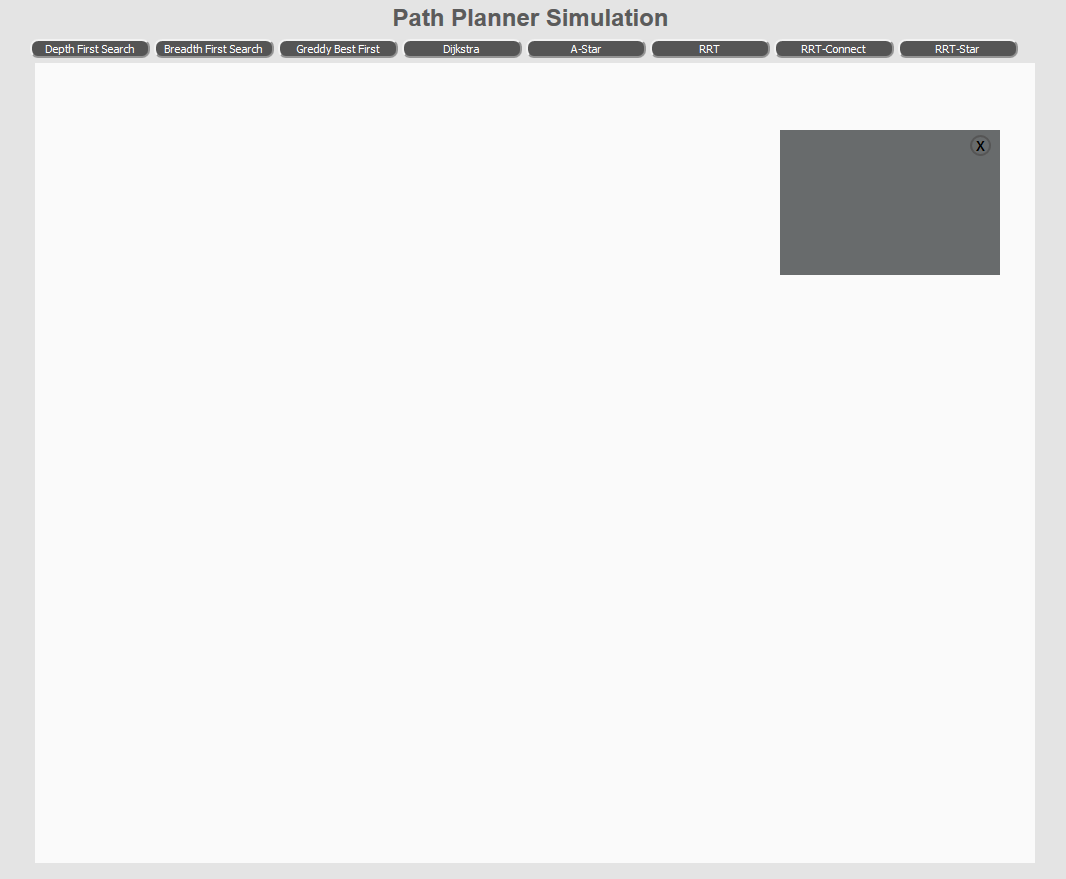 Path Planner Simulation
Depth First Search Breadth First Search Greddy Best First Dijkstra A-Star RRT RRT-Connect RRT-Star
X